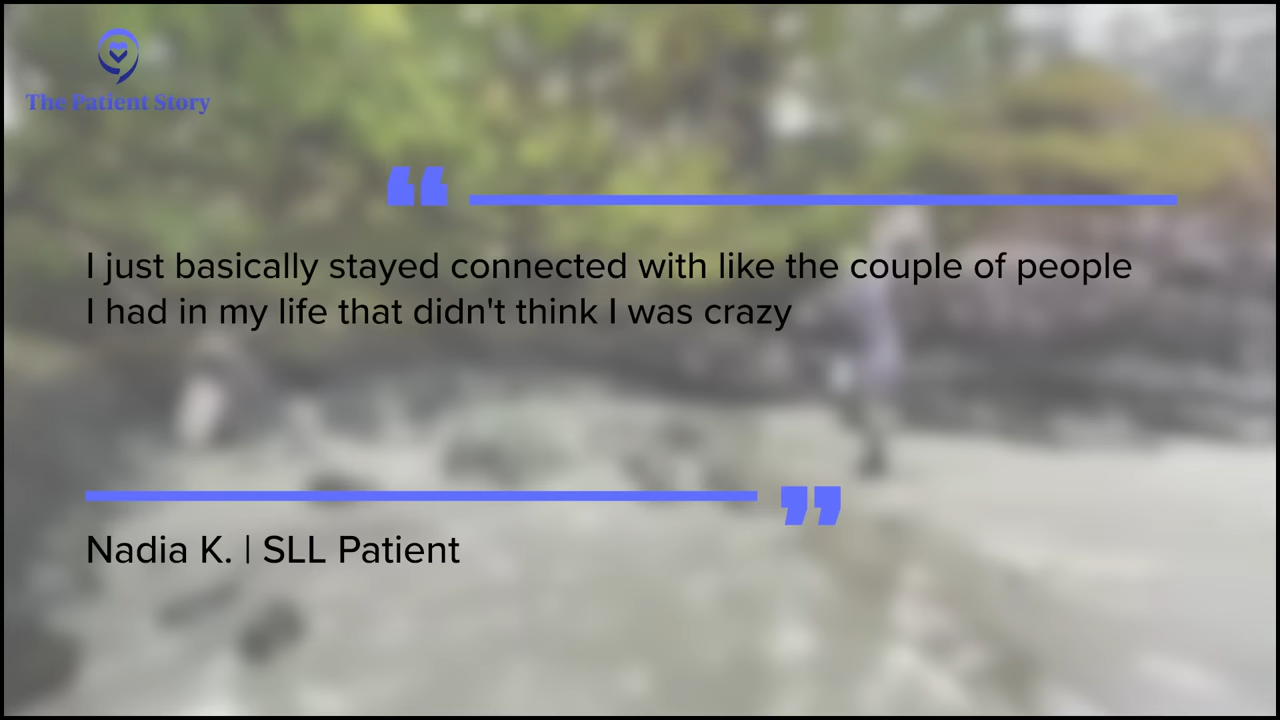 The Patient Story
“
I just basically stayed connected with like the couple of people
I had in my life that didn't think I was crazy
”
Nadia K. | SLL Patient